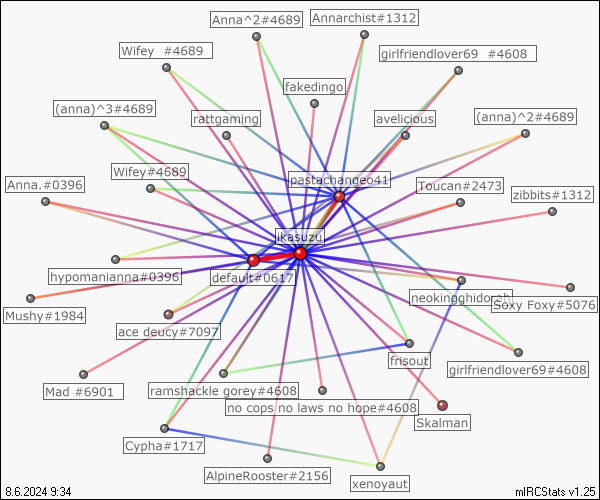 Anna^2#4689
Annarchist#1312
Wifey  #4689
girlfriendlover69  #4608
fakedingo
(anna)^3#4689
rattgaming
avelicious
(anna)^2#4689
Wifey#4689
pastachangeo41
Anna.#0396
Toucan#2473
zibbits#1312
ikasuzu
hypomanianna#0396
default#0617
neokingghidorah
Soxy Foxy#5076
Mushy#1984
ace deucy#7097
frisout
girlfriendlover69#4608
Mad #6901
ramshackle gorey#4608
no cops no laws no hope#4608
Skalman
Cypha#1717
AlpineRooster#2156
xenoyaut
8.6.2024 9:34
mIRCStats v1.25